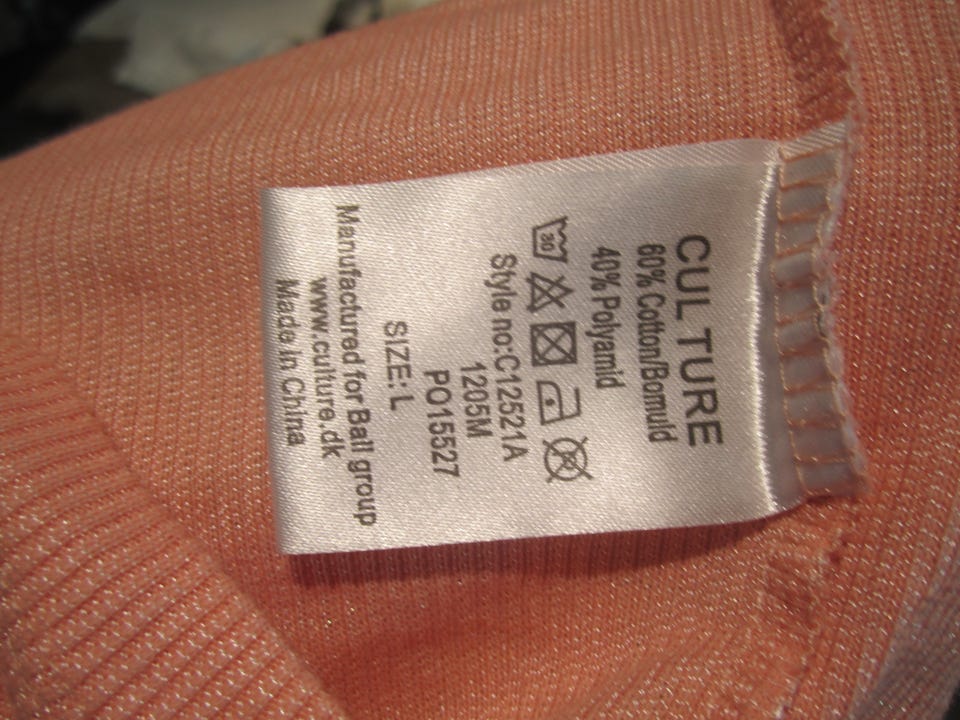 CULTURE
60% Cotton/Bomuld
40% Polyamid
30
Style no:C12521A
1205M
PO15527
SIZE: L
Manufactured for Ball group
www.culture.dk
Made in China